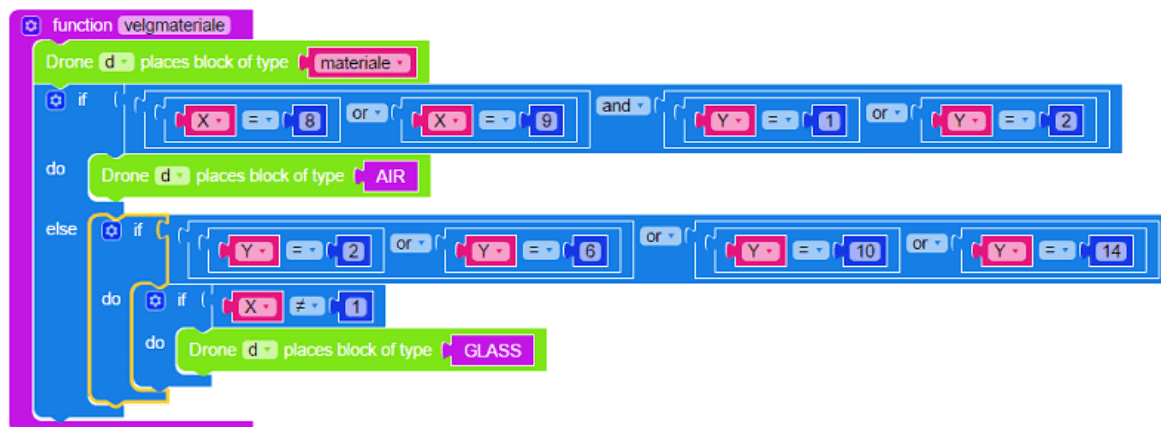 function velgmateriale
Drone d places block of type materiale
if X = 8 or X = 9 and Y = 1 or Y = 2
do Drone d places block of type AIR
else if Y = 2 or Y = 6 or Y = 10 or Y = 14
do if X ≠ 1
do Drone d places block of type GLASS